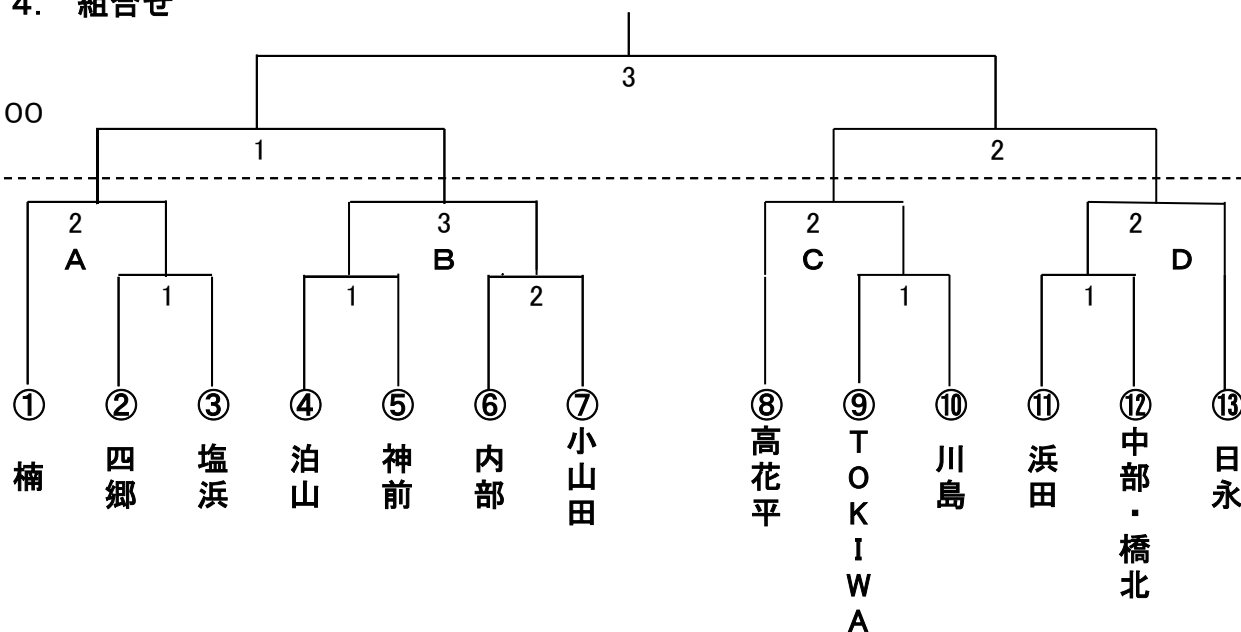 4. 組合せ
3
00
1
2
2
3
2
2
A
B
C
D
1
1
2
1
1
①
②
③
④
⑤
⑥
⑦
⑧
⑨
⑩
⑪
⑫
⑬
楠
四郷
塩浜
泊山
神前
内部
小山田
高花平
TOKIWA
川島
浜田
中部・橋北
日永